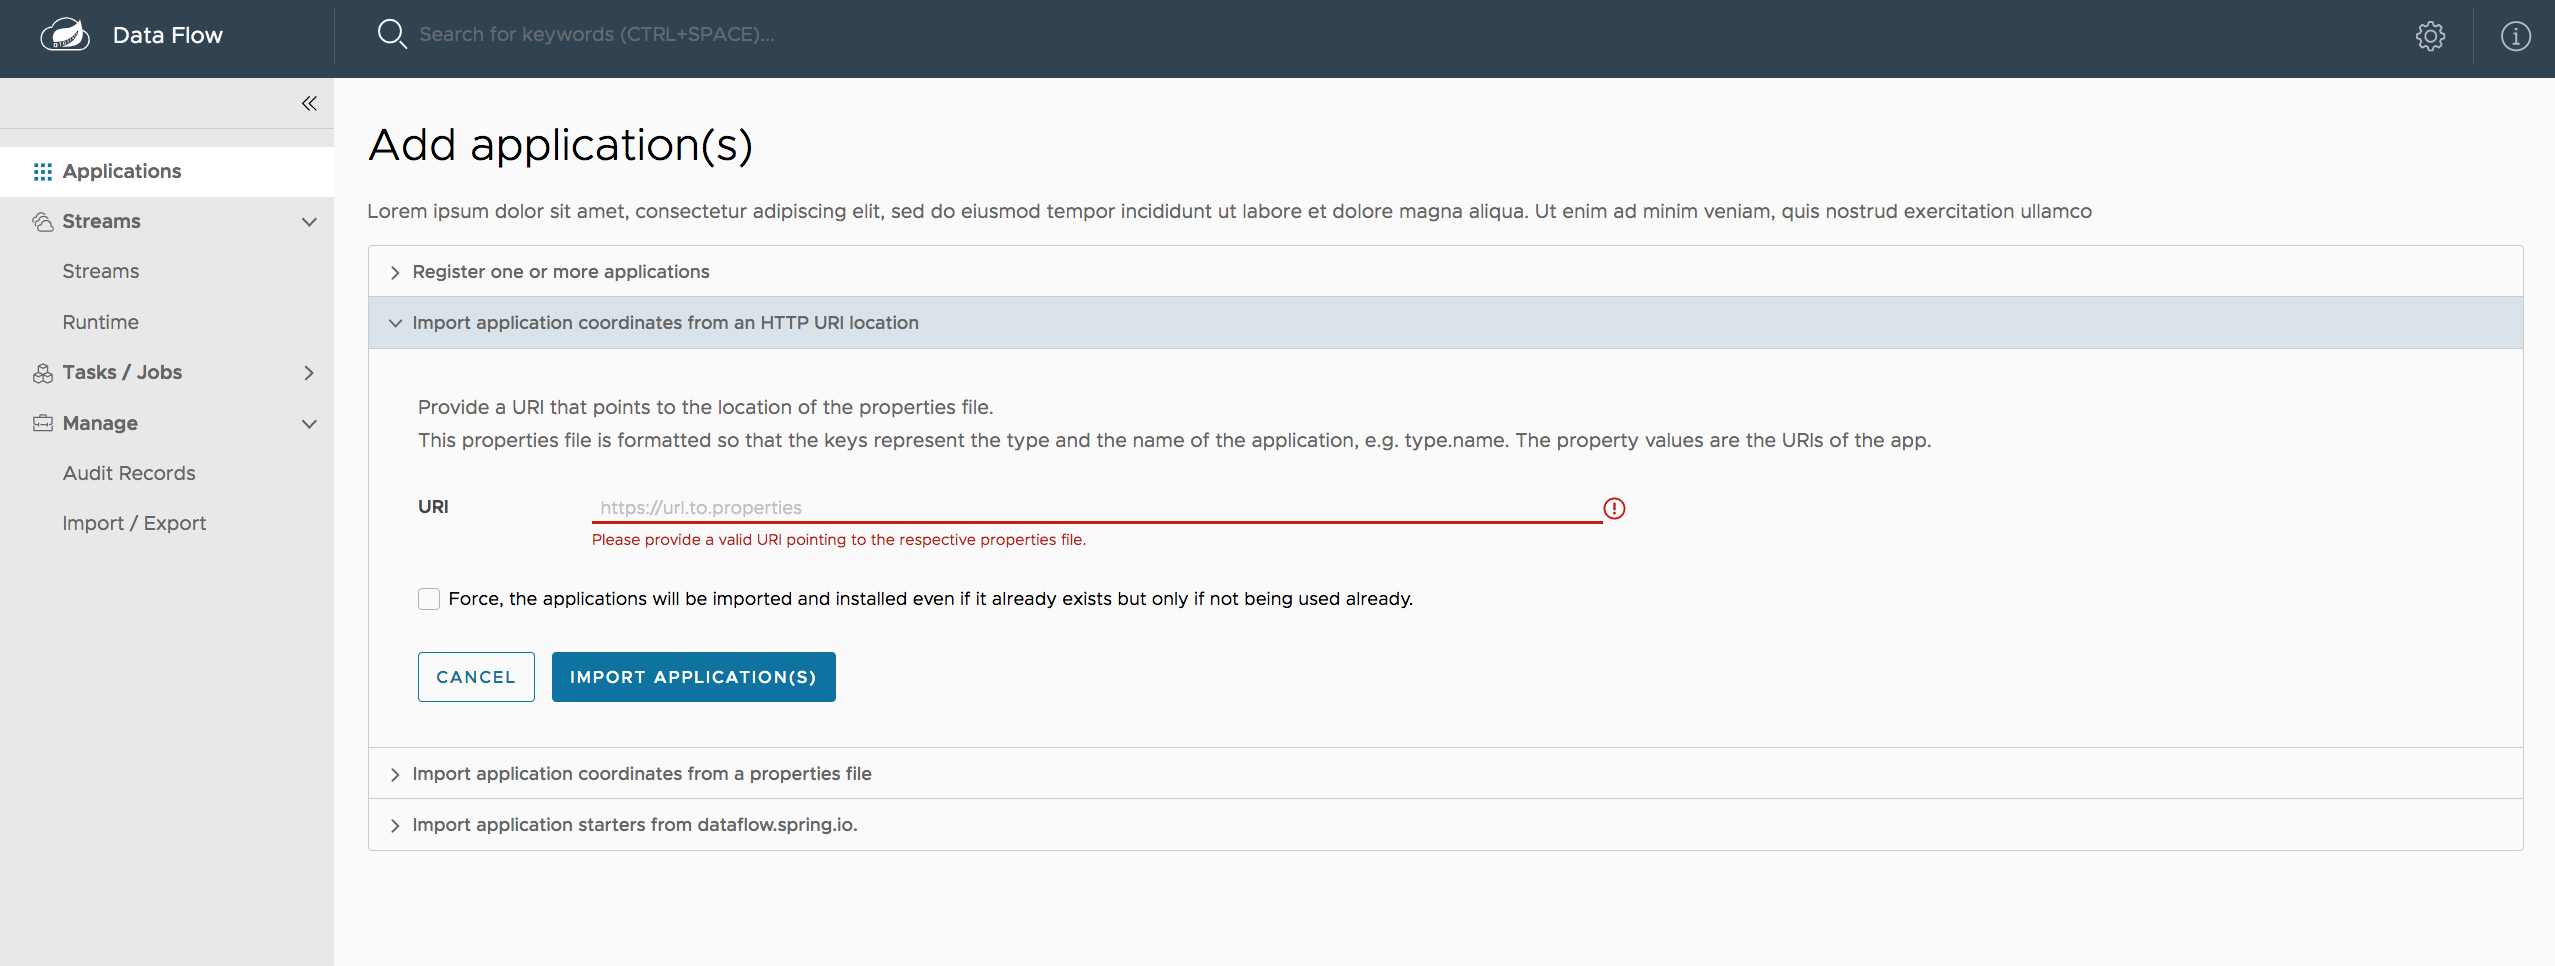 Data Flow
Search for keywords (CTRL+SPACE)...
Applications
Streams
Streams
Runtime
Tasks / Jobs
Manage
Audit Records
Import / Export
Add application(s)
Lorem ipsum dolor sit amet, consectetur adipiscing elit, sed do eiusmod tempor incididunt ut labore et dolore magna aliqua. Ut enim ad minim veniam, quis nostrud exercitation ullamco
Register one or more applications
Import application coordinates from an HTTP URI location
Provide a URI that points to the location of the properties file.
This properties file is formatted so that the keys represent the type and the name of the application, e.g. type.name. The property values are the URIs of the app.
URI
https://url.to.properties
Please provide a valid URI pointing to the respective properties file.
Force, the applications will be imported and installed even if it already exists but only if not being used already.
CANCEL
IMPORT APPLICATION(S)
Import application coordinates from a properties file
Import application starters from dataflow.spring.io.